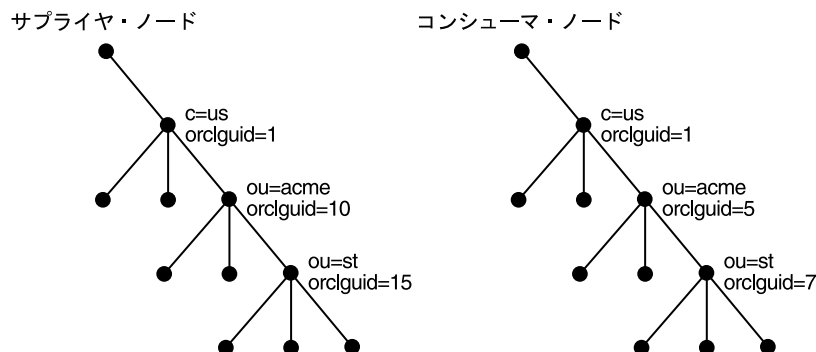 サプライヤ・ノード
c=us
orclguid=1
ou=acme
orclguid=10
ou=st
orclguid=15
コンシューマ・ノード
c=us
orclguid=1
ou=acme
orclguid=5
ou=st
orclguid=7